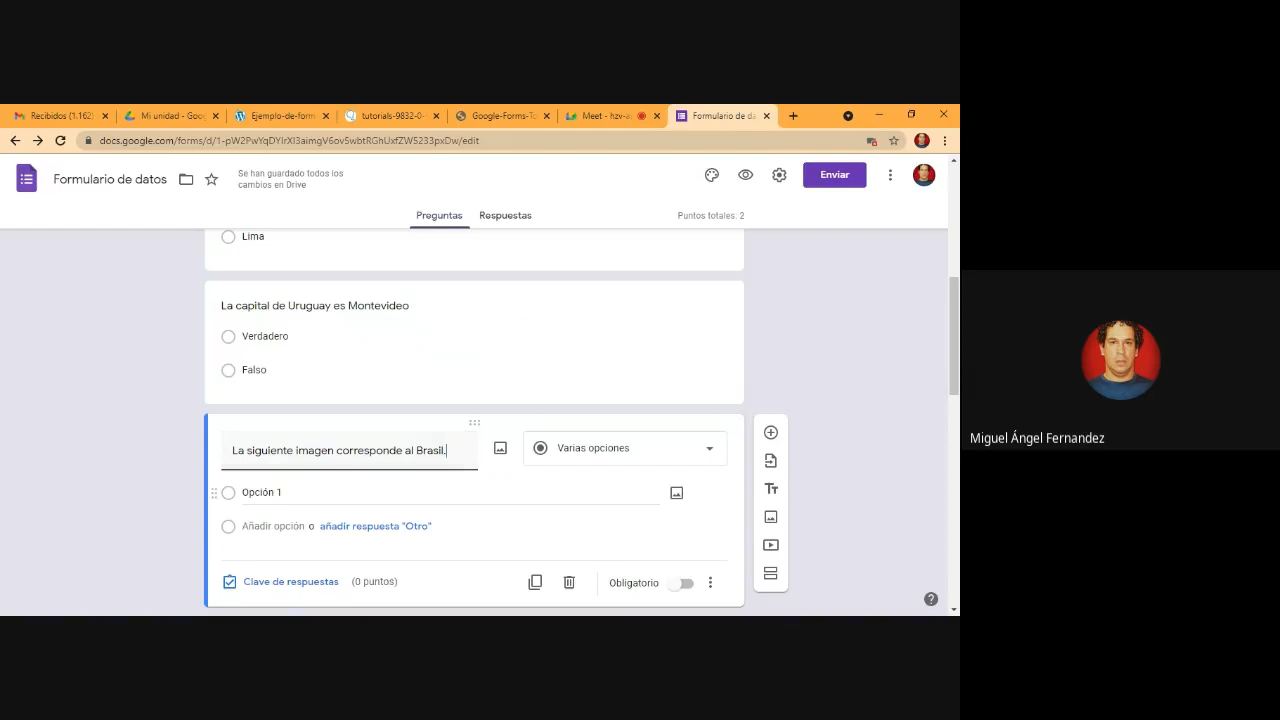 Recibidos (1.162)
Mi unidad - Goo
Ejemplo-de-form
tutorials-9832-0-
Google-Forms-To
Meet - hzv-a
Formulario de da
docs.google.com/forms/d/1-
/edit
Formulario de datos
Se han guardado todos los
cambios en Drive
Enviar
Preguntas
Respuestas
Puntos totales: 2
Lima
La capital de Uruguay es Montevideo
Verdadero
Falso
La siguiente imagen corresponde al Brasil.
Varias opciones
Opción 1
Añadir opción o añadir respuesta "Otro"
Clave de respuestas (0 puntos)
Obligatorio
Miguel Ángel Fernandez